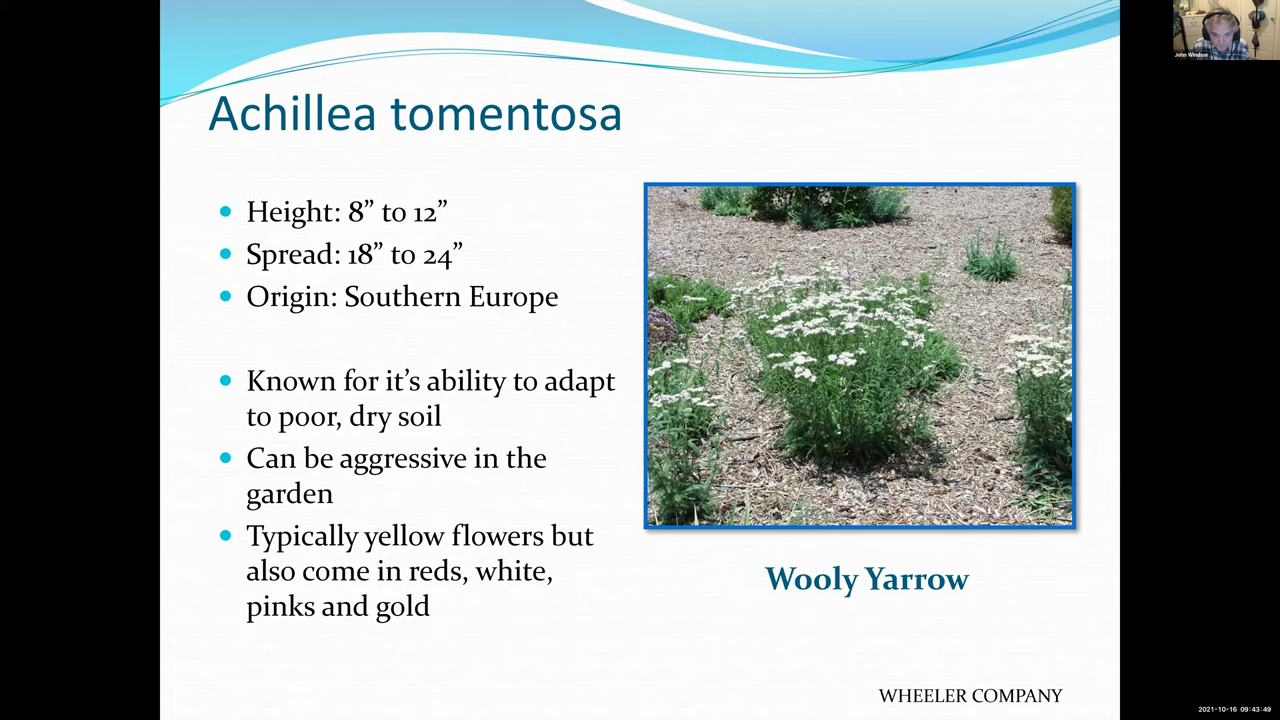 John Windsor
Achillea tomentosa
Height: 8” to 12”
Spread: 18” to 24”
Origin: Southern Europe
Known for it’s ability to adapt
to poor, dry soil
Can be aggressive in the
garden
Typically yellow flowers but
also come in reds, white,
pinks and gold
Wooly Yarrow
WHEELER COMPANY
2021-10-16 09:43:49